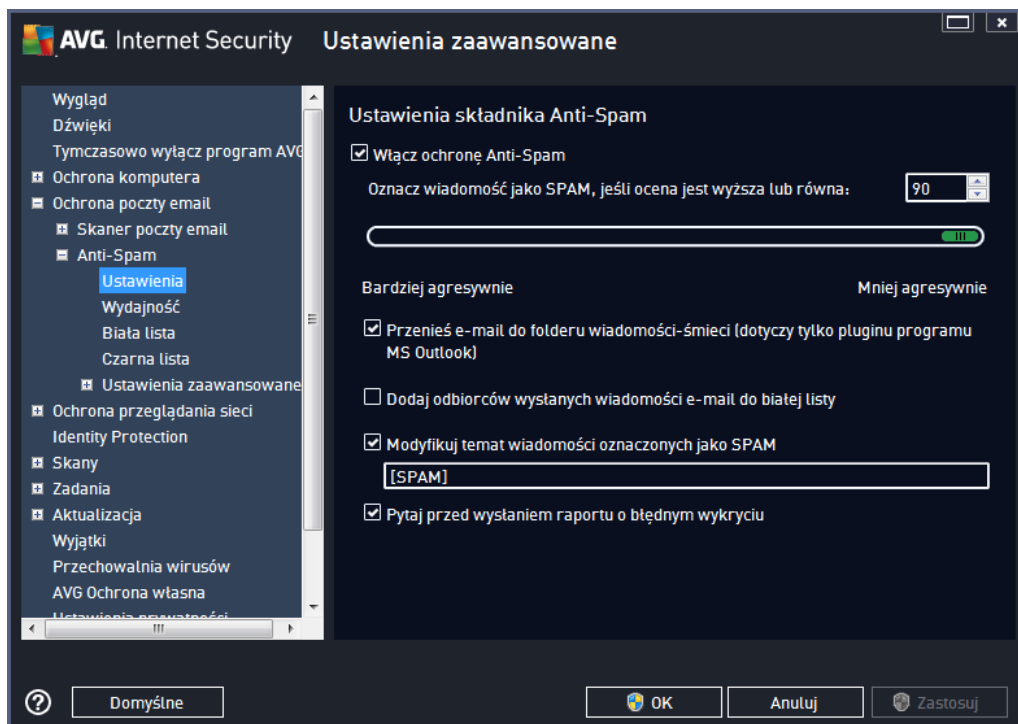 AVG. Internet Security
Ustawienia zaawansowane
Wygląd
Dźwięki
Tymczasowo wyłącz program AVG
Ochrona komputera
Ochrona poczty email
Skaner poczty email
Anti-Spam
Ustawienia
Wydajność
Biała lista
Czarna lista
Ustawienia zaawansowane
Ochrona przeglądania sieci
Identity Protection
Skany
Zadania
Aktualizacja
Wyjątki
Przechowalnia wirusów
AVG Ochrona własna
Ustawienia prywatności
Ustawienia składnika Anti-Spam
Włącz ochronę Anti-Spam
Oznacz wiadomość jako SPAM, jeśli ocena jest wyższa lub równa:
90
Bardziej agresywnie
Mniej agresywnie
Przenieś e-mail do folderu wiadomości-śmieci (dotyczy tylko pluginu programu
MS Outlook)
Dodaj odbiorców wysłanych wiadomości e-mail do białej listy
Modyfikuj temat wiadomości oznaczonych jako SPAM
[SPAM]
Pytaj przed wysłaniem raportu o błędnym wykryciu
Domyślne
OK
Anuluj
Zastosuj